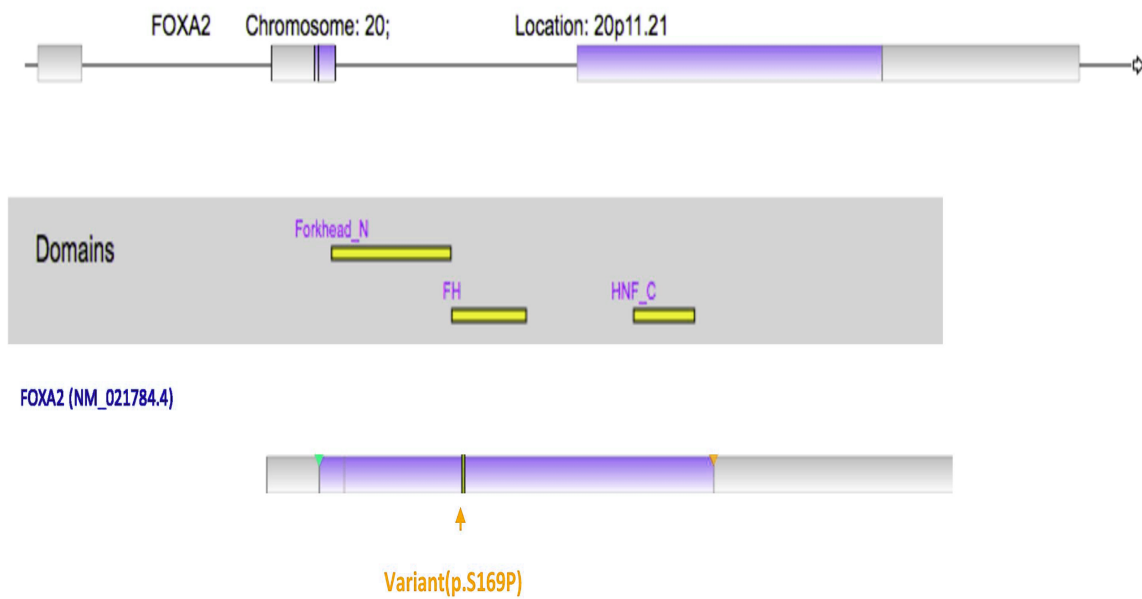 FOXA2 Chromosome: 20; Location: 20p11.21
Forkhead_N
Domains
FH HNF_C
FOXA2 (NM_021784.4)
Variant(p.S169P)